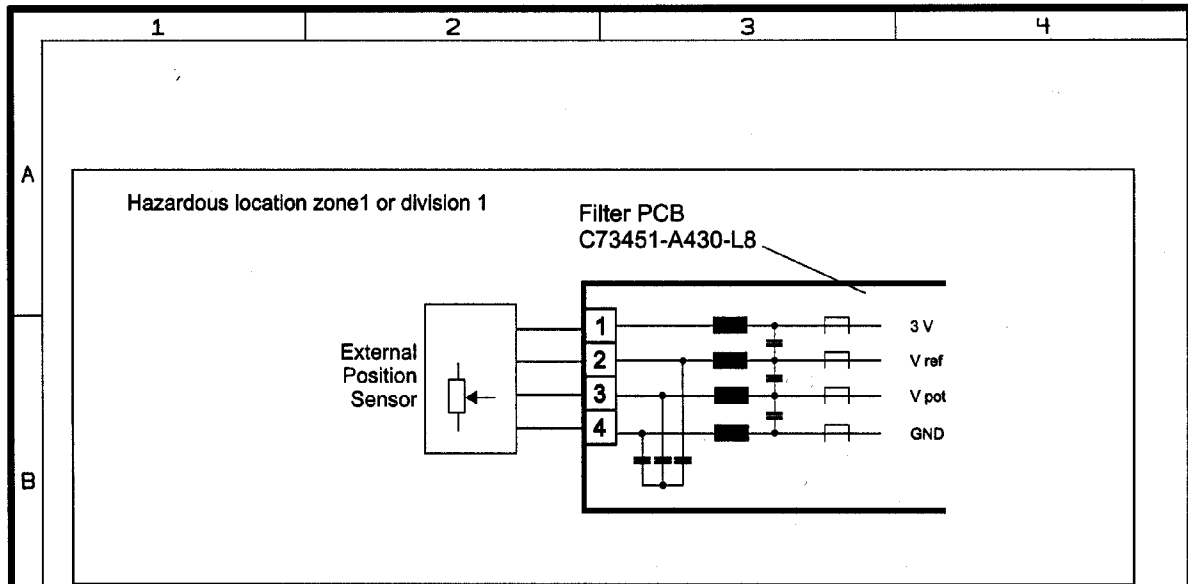 1 2 3 4
A
Hazardous location zone1 or division 1
Filter PCB
C73451-A430-L8
External
Position
Sensor
1 3 V
2 V ref
3 V pot
4 GND
B